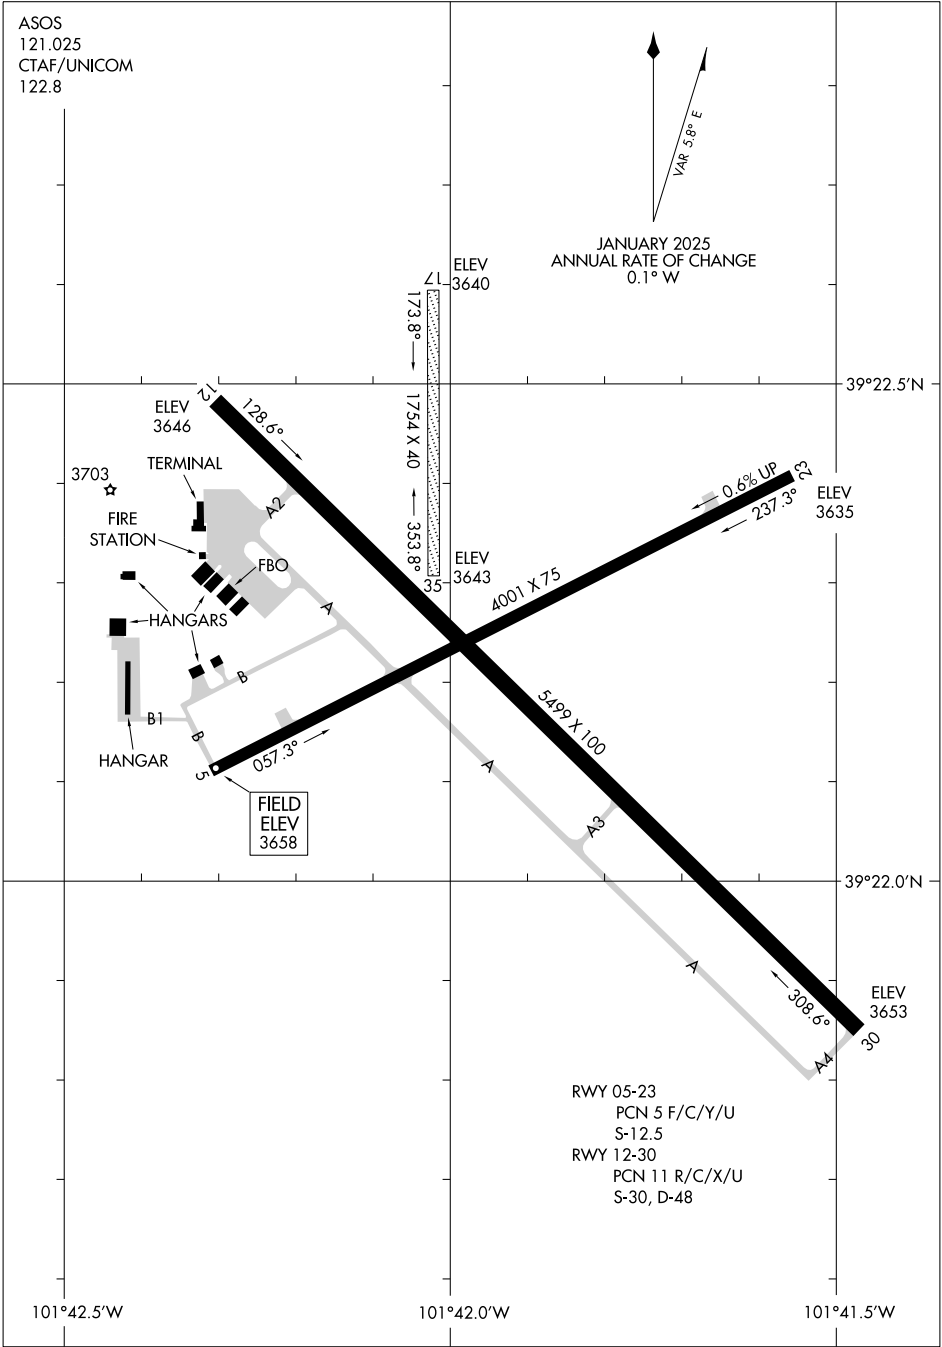 ASOS
121.025
CTAF/UNICOM
122.8
VAR 5.8° E
JANUARY 2025
ANNUAL RATE OF CHANGE
0.1° W
ELEV
3640
17
173.8°
1754 X 40
353.8°
35
ELEV
3643
39°22.5'N
12
ELEV
3646
128.6°
3703
TERMINAL
A2
FIRE
STATION
FBO
0.6% UP
23
237.3°
ELEV
3635
4001 X 75
A
HANGARS
B
B1
B
HANGAR
5
057.3°
FIELD
ELEV
3658
5499 X 100
A
A3
39°22.0'N
A
308.6°
ELEV
3653
30
A4
RWY 05-23
PCN 5 F/C/Y/U
S-12.5
RWY 12-30
PCN 11 R/C/X/U
S-30, D-48
101°42.5'W
101°42.0'W
101°41.5'W